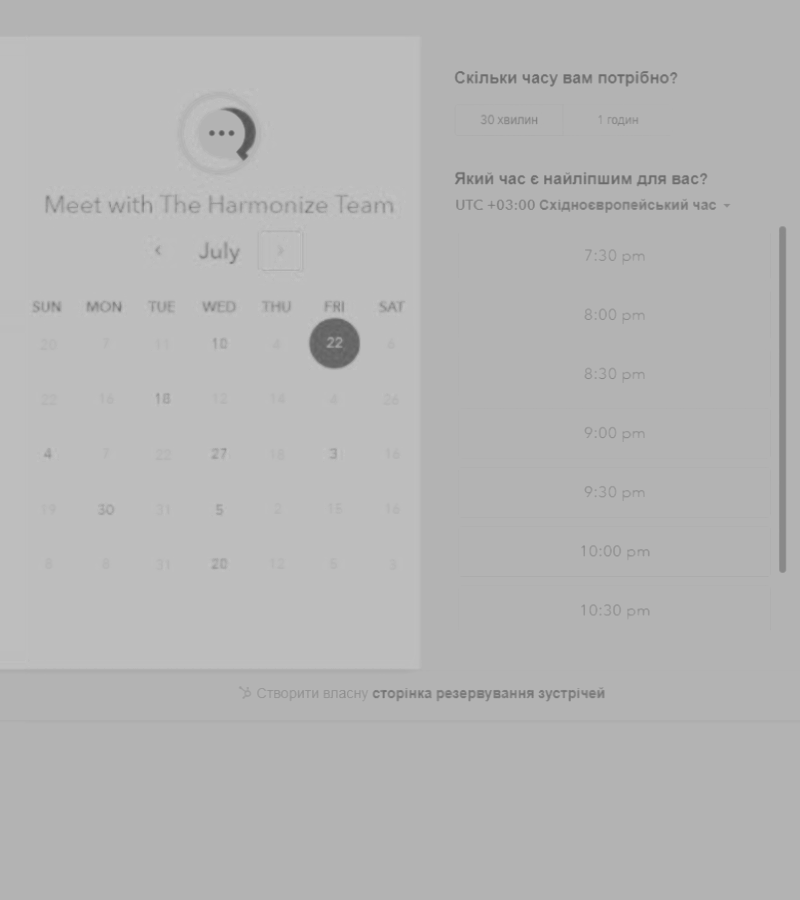 Meet with The Harmonize Team
July
SUN MON TUE WED THU FRI SAT
20 7 11 10 4 22 6
22 16 18 12 14 4 26
4 7 22 27 18 3 16
19 30 31 5 2 15 16
8 8 31 20 12 5 3
Скільки часу вам потрібно?
30 хвилин 1 годин
Який час є найліпшим для вас?
UTC +03:00 Східноєвропейський час
7:30 pm
8:00 pm
8:30 pm
9:00 pm
9:30 pm
10:00 pm
10:30 pm
Створити власну сторінка резервування зустрічей